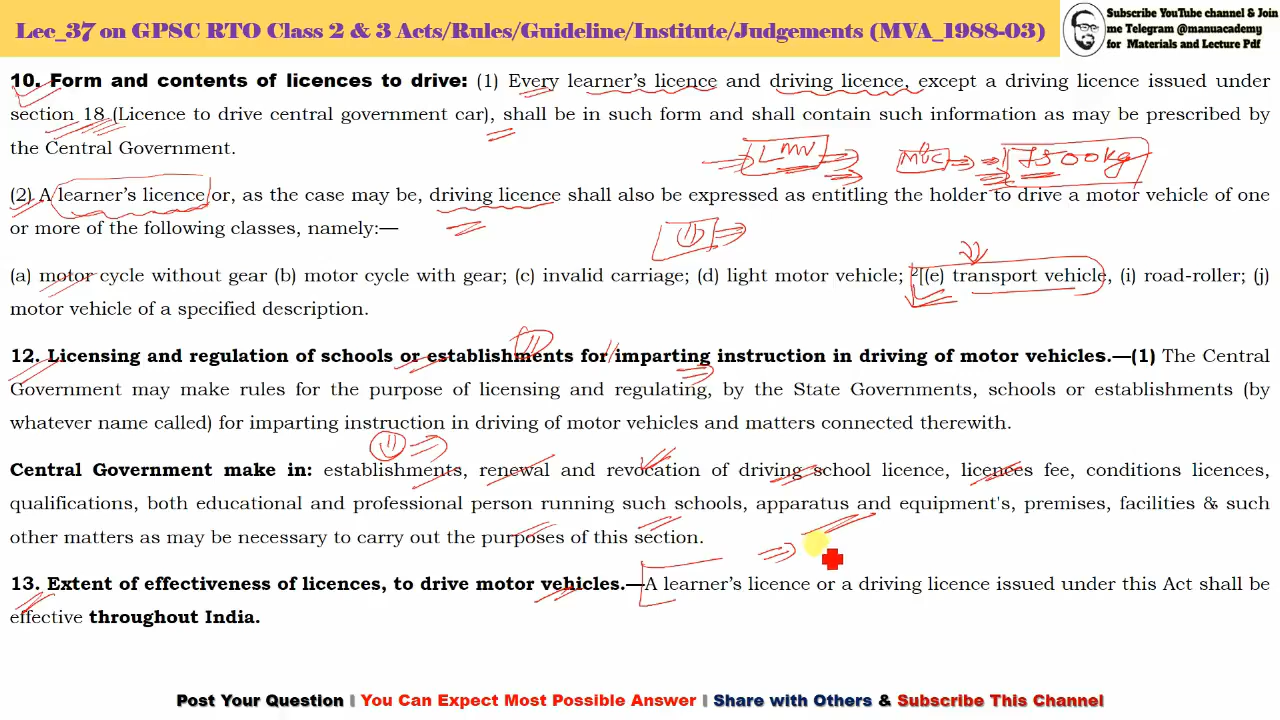 Lec_37 on GPSC RTO Class 2 & 3 Acts/Rules/Guideline/Institute/Judgements (MVA_1988-03)
Subscribe YouTube channel & Join
me Telegram @manuacademy
for Materials and Lecture Pdf
10. Form and contents of licences to drive: (1) Every learner's licence and driving licence, except a driving licence issued under
section 18 (Licence to drive central government car), shall be in such form and shall contain such information as may be prescribed by
the Central Government.
LMV
7500kg
(2) A learner's licence or, as the case may be, driving licence shall also be expressed as entitling the holder to drive a motor vehicle of one
or more of the following classes, namely:—
(a) motor cycle without gear (b) motor cycle with gear; (c) invalid carriage; (d) light motor vehicle; 2[(e) transport vehicle, (i) road-roller; (j)
motor vehicle of a specified description.
12. Licensing and regulation of schools or establishments for imparting instruction in driving of motor vehicles.—(1) The Central
Government may make rules for the purpose of licensing and regulating, by the State Governments, schools or establishments (by
whatever name called) for imparting instruction in driving of motor vehicles and matters connected therewith.
Central Government make in: establishments, renewal and revocation of driving school licence, licences fee, conditions licences,
qualifications, both educational and professional person running such schools, apparatus and equipment's, premises, facilities & such
other matters as may be necessary to carry out the purposes of this section.
13. Extent of effectiveness of licences, to drive motor vehicles.—A learner's licence or a driving licence issued under this Act shall be
effective throughout India.
Post Your Question | You Can Expect Most Possible Answer | Share with Others & Subscribe This Channel